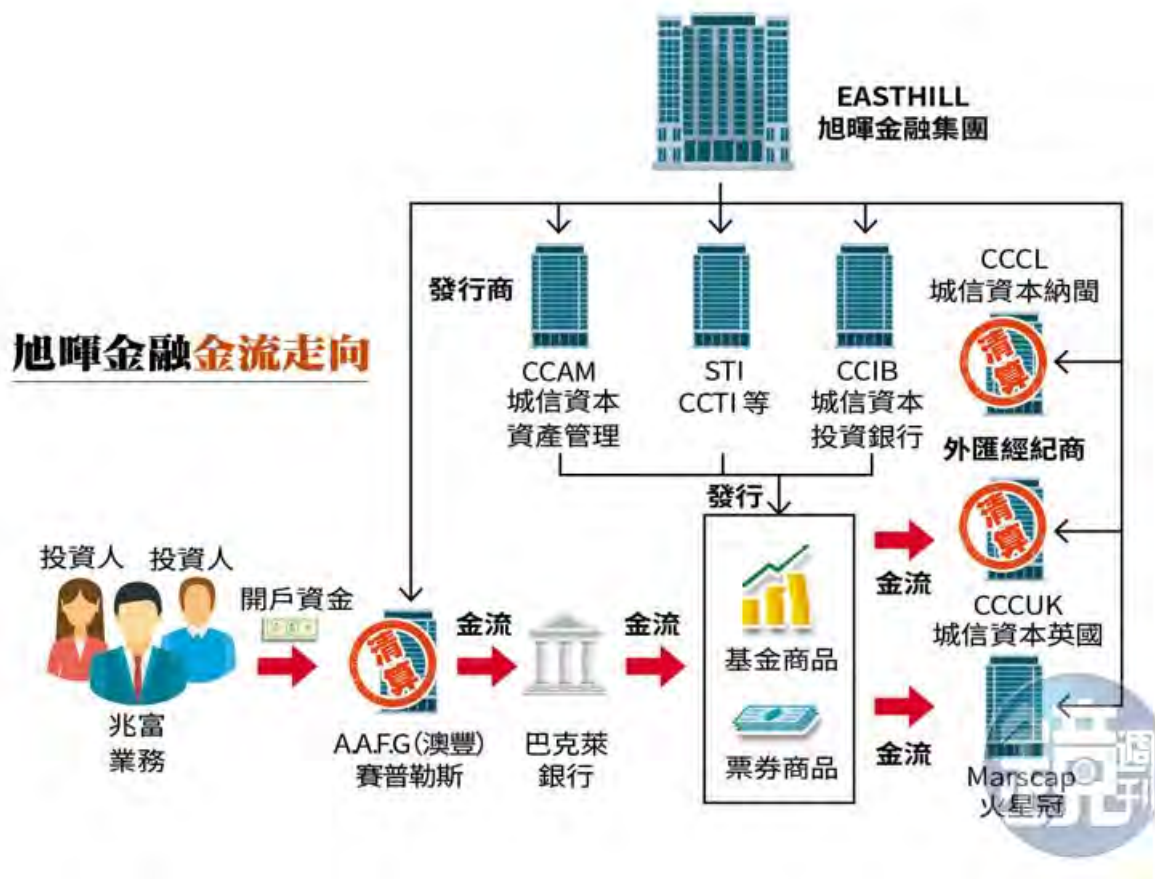 EASTHILL
旭暉金融集團
旭暉金融金流走向
發行商
CCAM
城信資本
資產管理
STI
CCTI 等
CCIB
城信資本
投資銀行
CCCL
城信資本納閩
清算
外匯經紀商
清算
CCCUK
城信資本英國
發行
投資人
投資人
兆富
業務
開戶資金
清算
A.A.F.G(澳豐)
賽普勒斯
金流
巴克萊
銀行
金流
基金商品
票券商品
金流
金流
Marscap
火星冠
鏡週刊